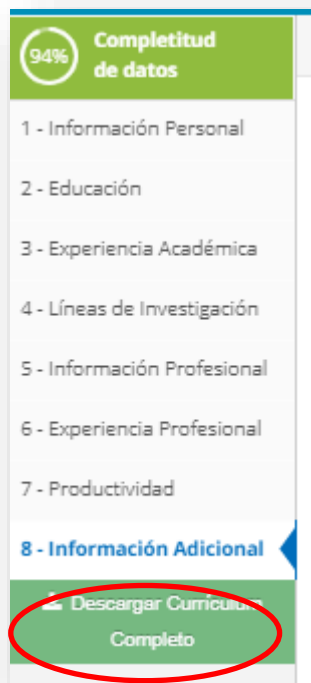 94%
Completitud
de datos
1 - Información Personal
2 - Educación
3 - Experiencia Académica
4 - Líneas de Investigación
5 - Información Profesional
6 - Experiencia Profesional
7 - Productividad
8 - Información Adicional
Descargar Currículum
Completo